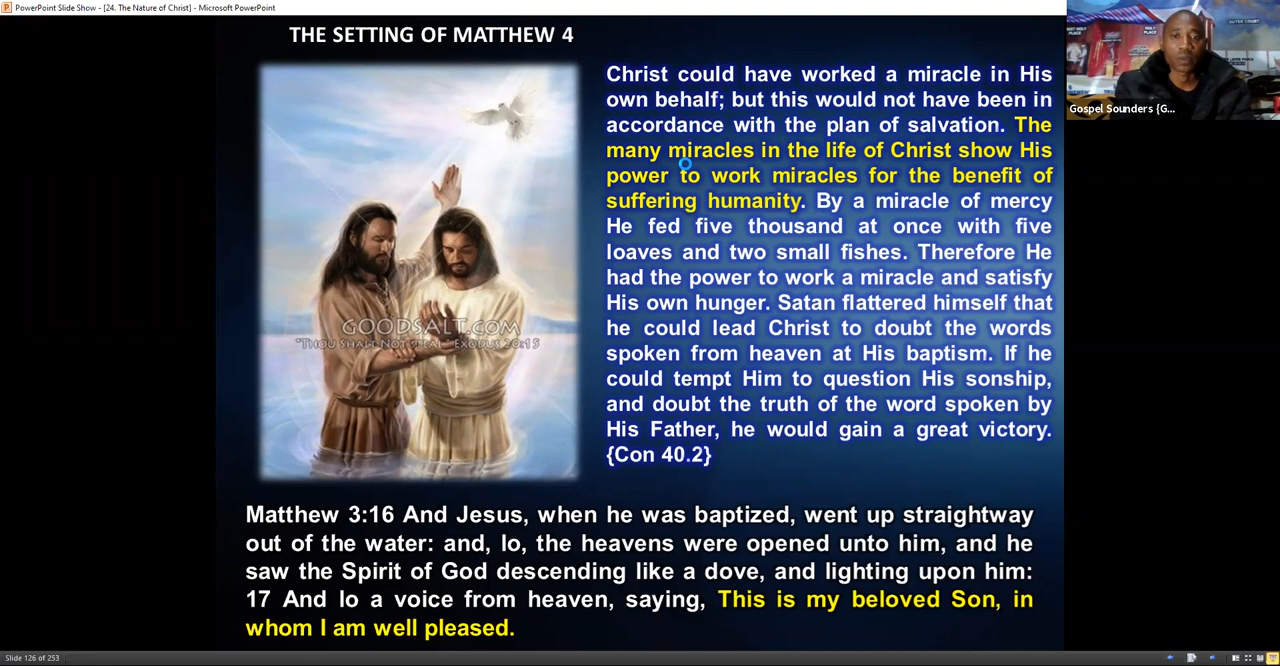 PowerPoint Slide Show - [24. The Nature of Christ] - Microsoft PowerPoint
THE SETTING OF MATTHEW 4
Christ could have worked a miracle in His
own behalf; but this would not have been in
accordance with the plan of salvation. The
many miracles in the life of Christ show His
power to work miracles for the benefit of
suffering humanity. By a miracle of mercy
He fed five thousand at once with five
loaves and two small fishes. Therefore He
had the power to work a miracle and satisfy
His own hunger. Satan flattered himself that
he could lead Christ to doubt the words
spoken from heaven at His baptism. If he
could tempt Him to question His sonship,
and doubt the truth of the word spoken by
His Father, he would gain a great victory.
{Con 40.2}
GOODSALT.COM
"THOU SHALT NOT STEAL" EXODUS 20:15
Matthew 3:16 And Jesus, when he was baptized, went up straightway
out of the water: and, lo, the heavens were opened unto him, and he
saw the Spirit of God descending like a dove, and lighting upon him:
17 And lo a voice from heaven, saying, This is my beloved Son, in
whom I am well pleased.
OUTER COURT
HOLY
PLACE
Gospel Sounders {G...
Slide 126 of 253